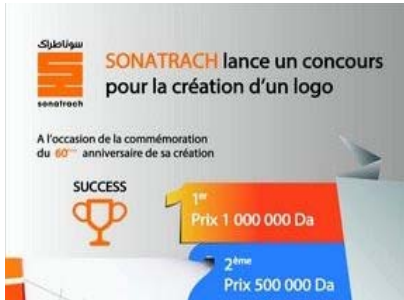 سوناطراك
sonatrach
SONATRACH lance un concours
pour la création d'un logo
A l'occasion de la commémoration
du 60ème anniversaire de sa création
SUCCESS
1er
Prix 1 000 000 Da
2ème
Prix 500 000 Da